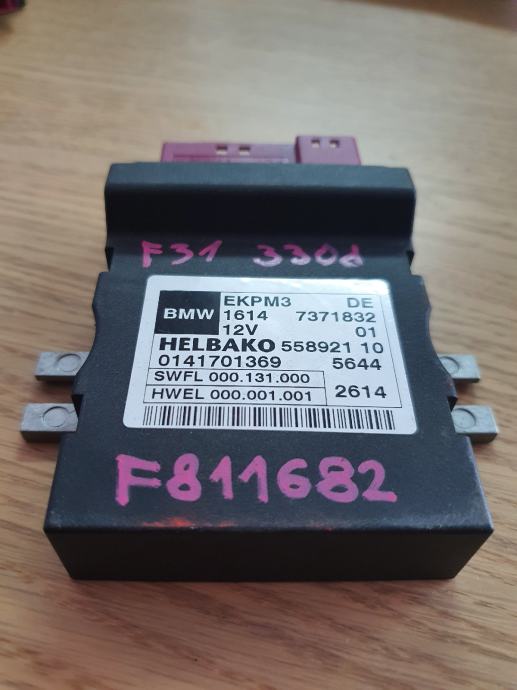 F31 330d
EKPM3 DE
BMW 1614 7371832
12V 01
HELBAKO 558921 10
0141701369 5644
SWFL 000.131.000
HWEL 000.001.001 2614
F811682